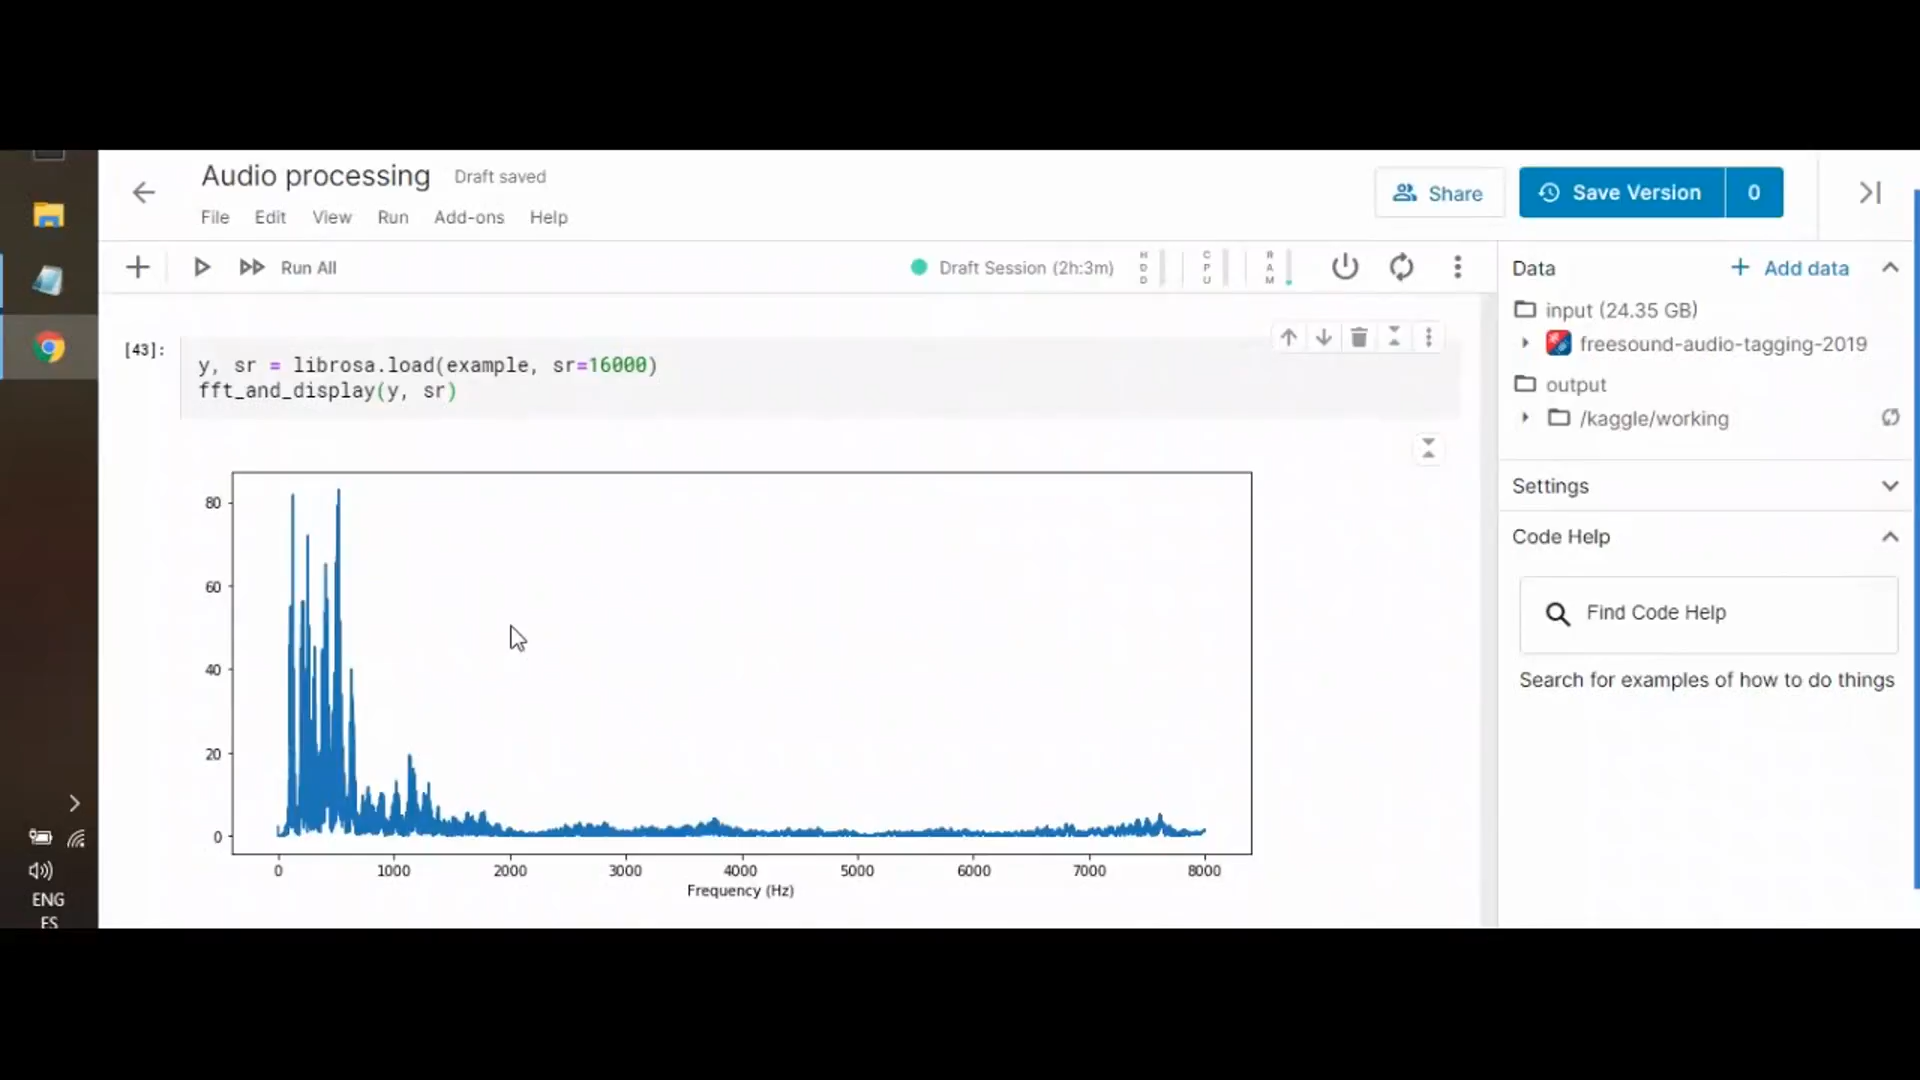 Audio processing Draft saved
File Edit View Run Add-ons Help
Share
Save Version 0
Run All
Draft Session (2h:3m)
HDD
CPU
RAM
[43]:
y, sr = librosa.load(example, sr=16000)
fft_and_display(y, sr)
80
60
40
20
0
0 1000 2000 3000 4000 5000 6000 7000 8000
Frequency (Hz)
Data
+ Add data
input (24.35 GB)
freesound-audio-tagging-2019
output
/kaggle/working
Settings
Code Help
Find Code Help
Search for examples of how to do things
ENG
ES